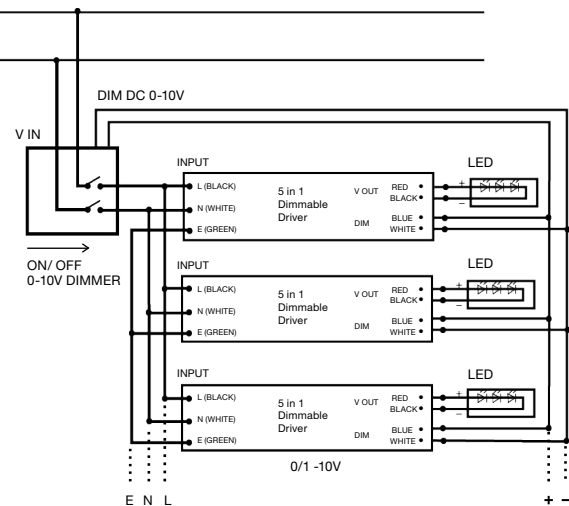 DIM DC 0-10V
V IN
ON/ OFF
0-10V DIMMER
INPUT
L (BLACK)
N (WHITE)
E (GREEN)
5 in 1
Dimmable
Driver
V OUT
DIM
RED
BLACK
BLUE
WHITE
LED
+
–
INPUT
L (BLACK)
N (WHITE)
E (GREEN)
5 in 1
Dimmable
Driver
V OUT
DIM
RED
BLACK
BLUE
WHITE
LED
+
–
INPUT
L (BLACK)
N (WHITE)
E (GREEN)
5 in 1
Dimmable
Driver
V OUT
DIM
RED
BLACK
BLUE
WHITE
LED
+
–
0/1 -10V
E N L
+ –